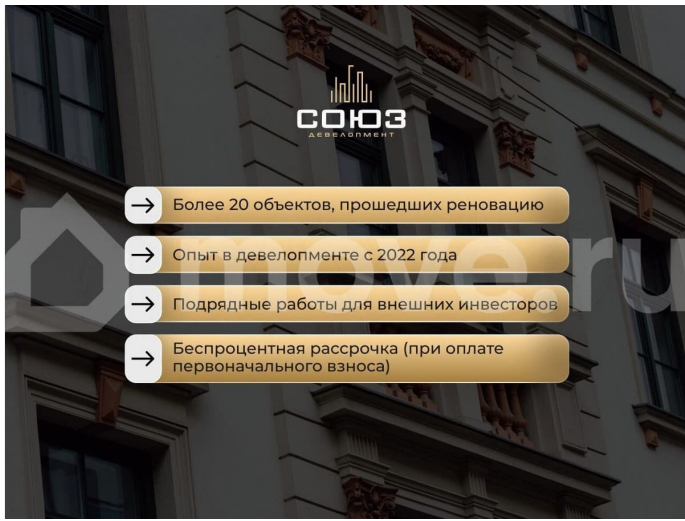 СОЮЗ
ДЕВЕЛОПМЕНТ
Более 20 объектов, прошедших реновацию
Опыт в девелопменте с 2022 года
move.ru
Подрядные работы для внешних инвесторов
Беспроцентная рассрочка (при оплате
первоначального взноса)